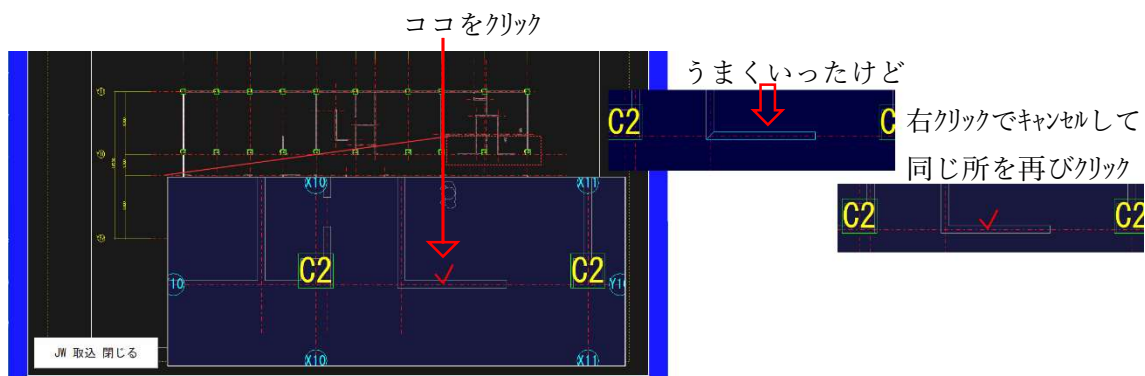 ココをクリック
うまくいったけど
右クリックでキャンセルして
同じ所を再びクリック
C2
C
C2
C2
X10
X11
C2
C2
10
Y1
X10
X11
JW 取込 閉じる